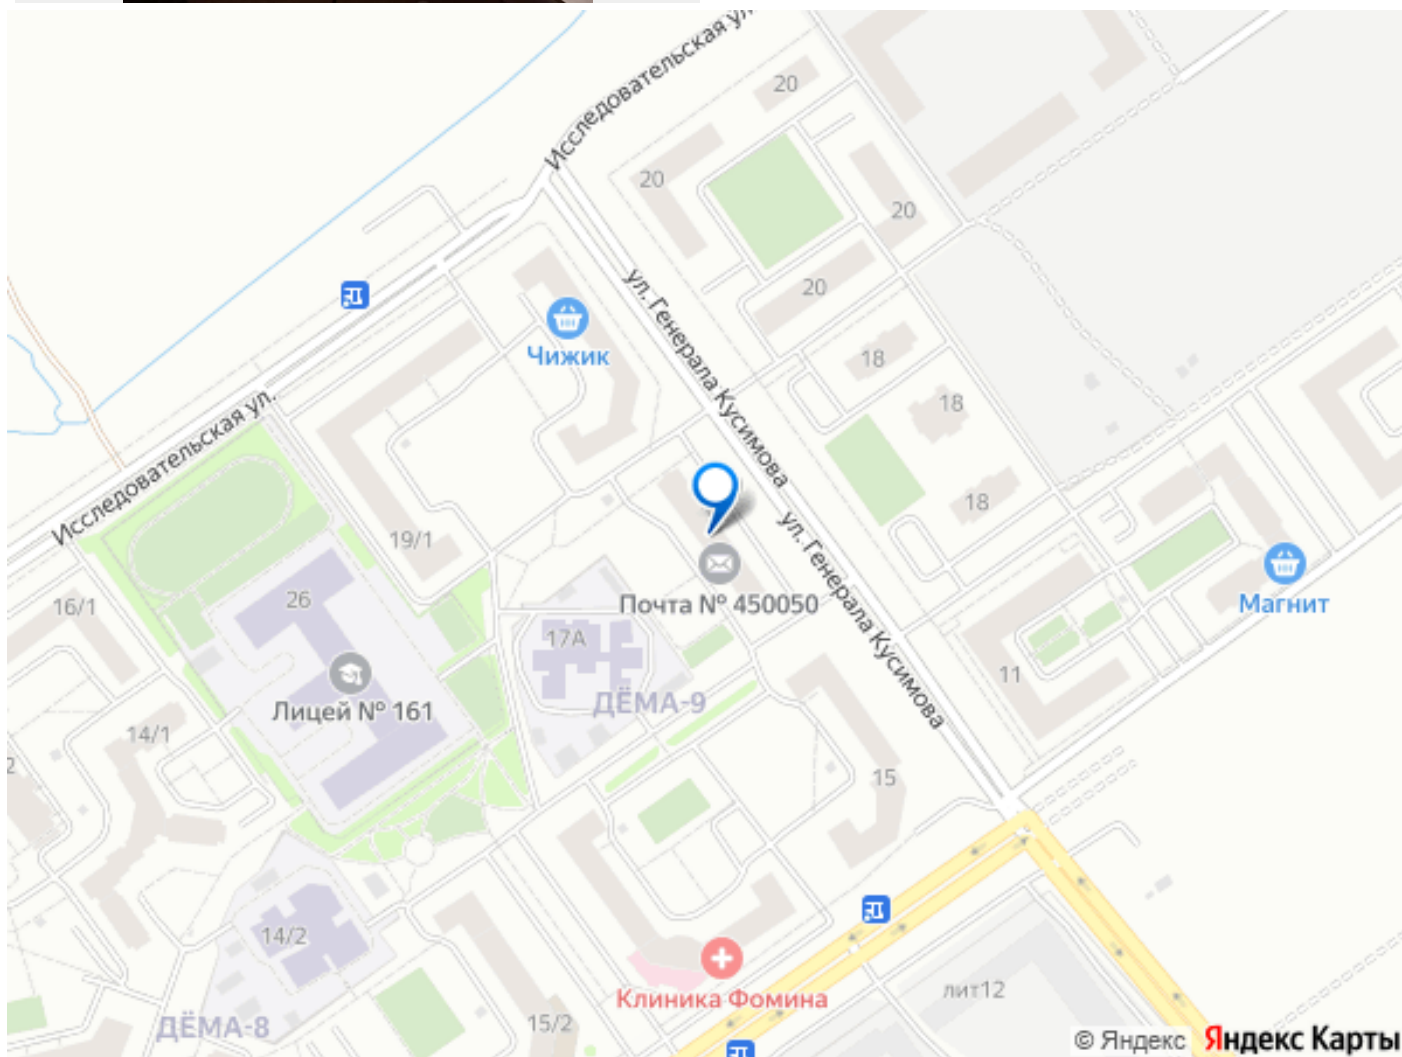 Исследовательская ул.
20
20
20
20
ул. Генерала Кусимова
Чижик
18
18
18
Исследовательская ул.
19/1
ул. Генерала Кусимова
Почта № 450050
Магнит
16/1
26
17А
11
Лицей № 161
ДЁМА-9
14/1
2
15
14/2
Клиника Фомина
лит12
ДЁМА-8
15/2
© Яндекс Яндекс Карты